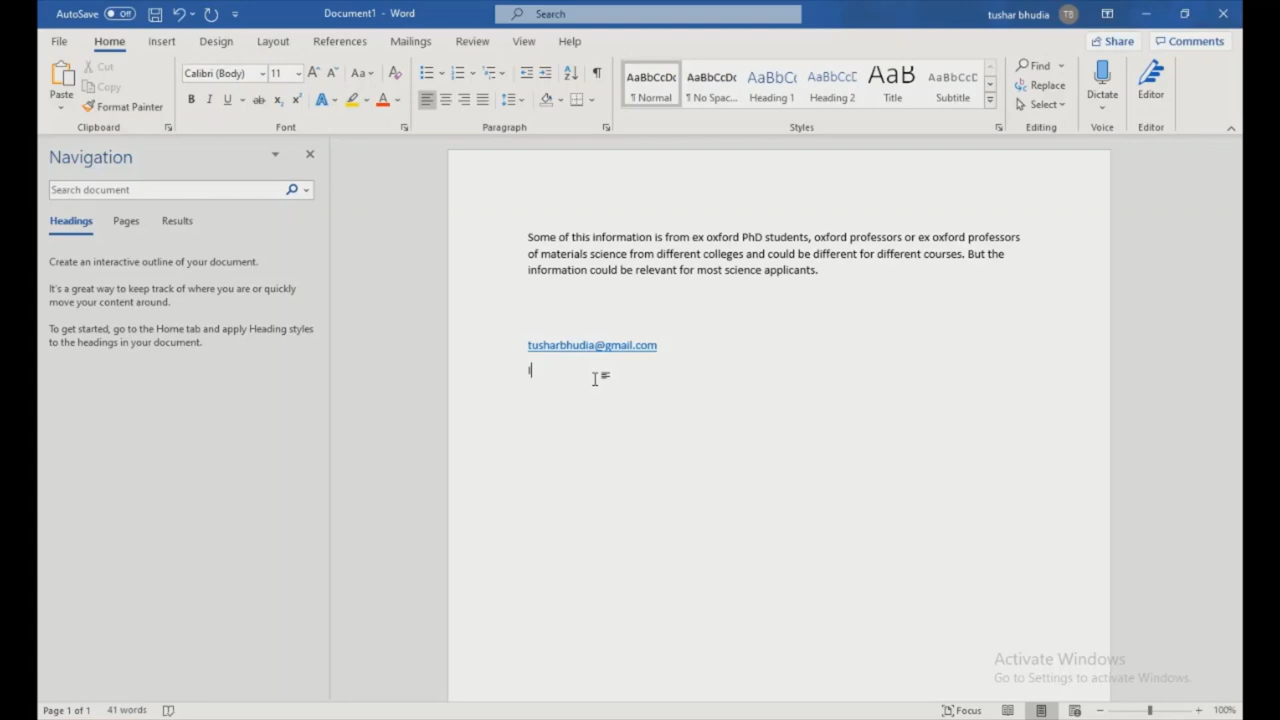 AutoSave Off Document1 - Word Search tushar bhudia TB
File Home Insert Design Layout References Mailings Review View Help Share Comments
Paste Cut Copy Format Painter
Calibri (Body) 11 A A Aa A
B I U ab x2 x2 A A
AaBbCcDc AaBbCcDc AaBbCc AaBbCcC AaB AaBbCcD
¶ Normal ¶ No Spac... Heading 1 Heading 2 Title Subtitle
Find Replace Select
Dictate Editor
Clipboard Font Paragraph Styles Editing Voice Editor
Navigation
Search document
Headings Pages Results
Create an interactive outline of your document.
It's a great way to keep track of where you are or quickly
move your content around.
To get started, go to the Home tab and apply Heading styles
to the headings in your document.
Some of this information is from ex oxford PhD students, oxford professors or ex oxford professors
of materials science from different colleges and could be different for different courses. But the
information could be relevant for most science applicants.
tusharbhudia@gmail.com
Activate Windows
Go to Settings to activate Windows.
Page 1 of 1 41 words Focus 100%